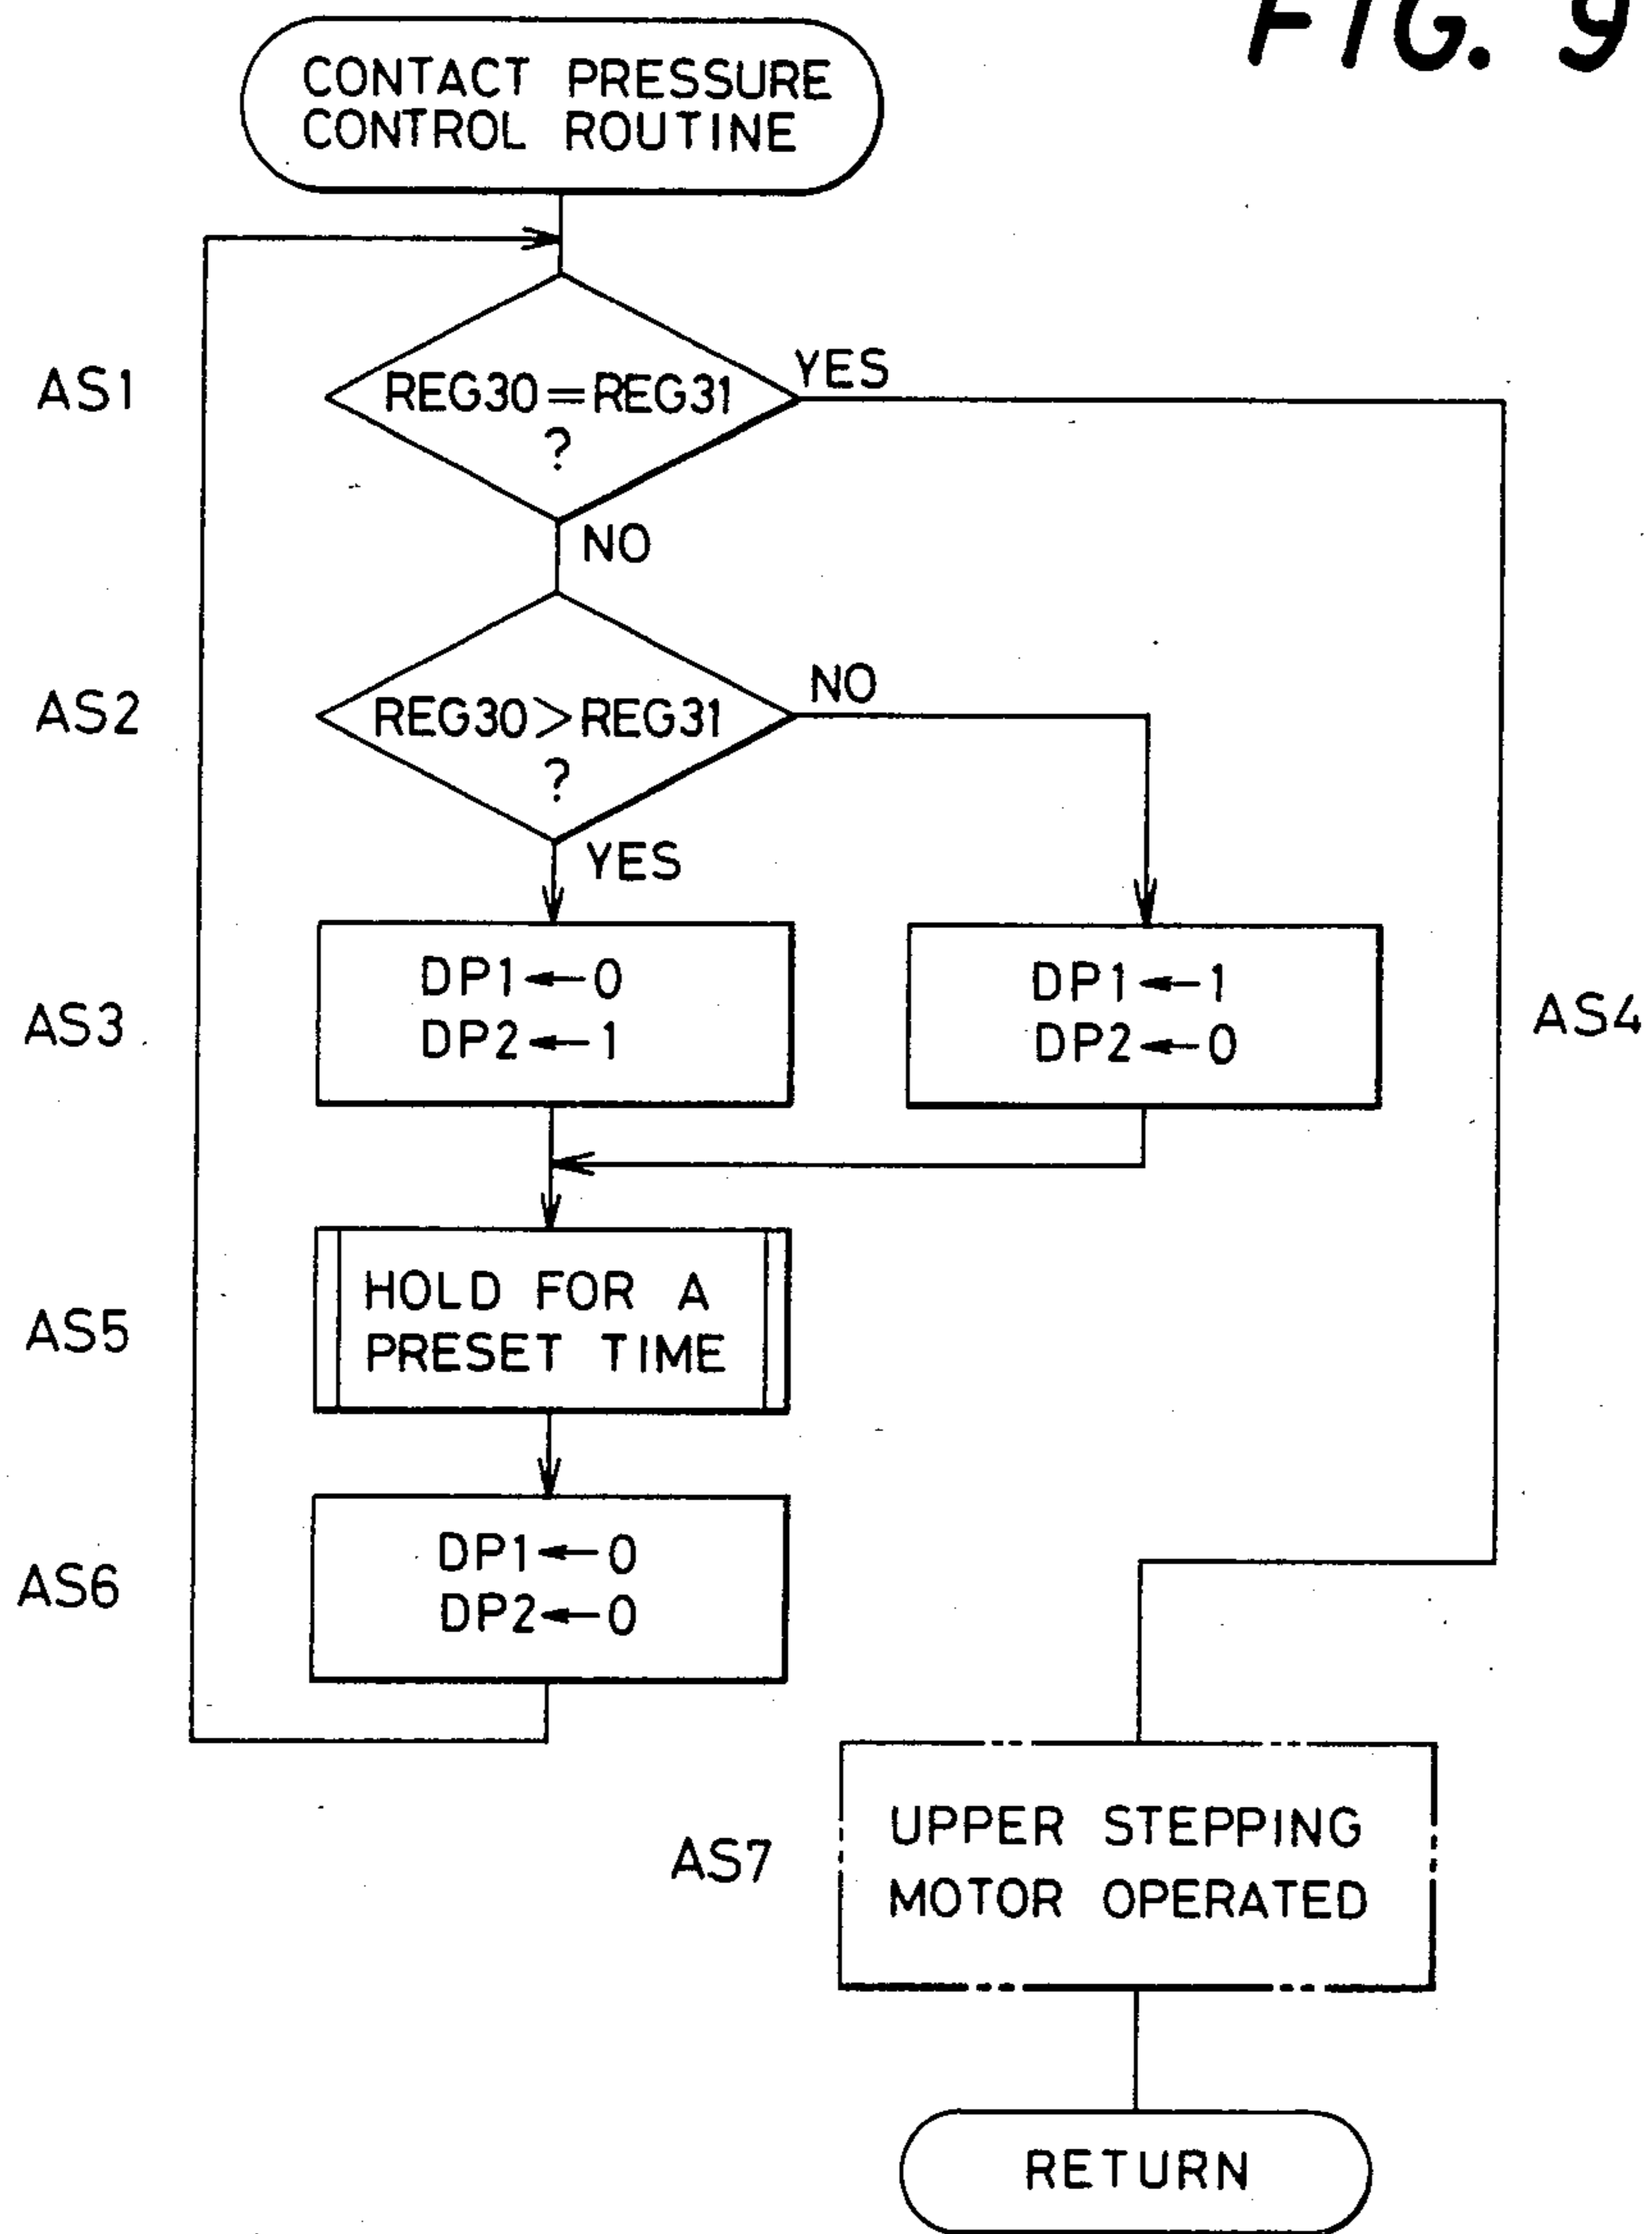 FIG. 9
CONTACT PRESSURE
CONTROL ROUTINE
AS1
REG30=REG31
?
YES
NO
AS2
REG30>REG31
?
NO
YES
AS3
DP1←0
DP2←1
DP1←1
DP2←0
AS4
AS5
HOLD FOR A
PRESET TIME
AS6
DP1←0
DP2←0
AS7
UPPER STEPPING
MOTOR OPERATED
RETURN